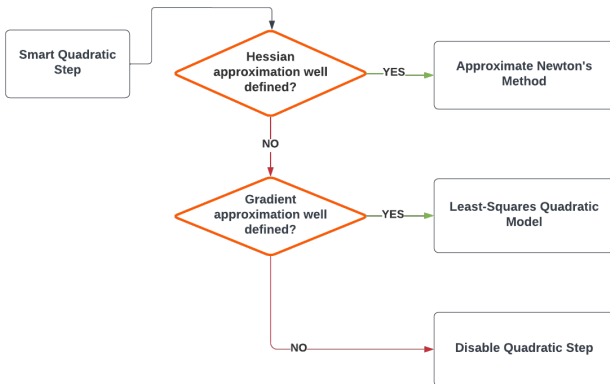 Smart Quadratic
Step
Hessian
approximation well
defined?
YES
Approximate Newton's
Method
NO
Gradient
approximation well
defined?
YES
Least-Squares Quadratic
Model
NO
Disable Quadratic Step